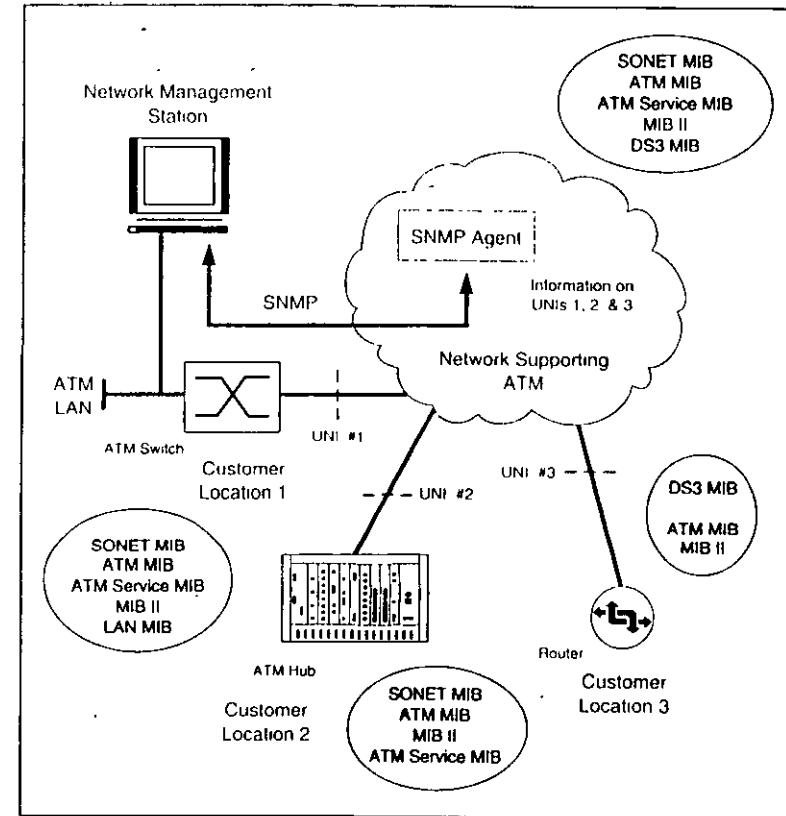 Network Management
Station
SONET MIB
ATM MIB
ATM Service MIB
MIB II
DS3 MIB
SNMP Agent
Information on
UNIs 1, 2 & 3
SNMP
Network Supporting
ATM
ATM
LAN
ATM Switch
UNI #1
Customer
Location 1
UNI #2
UNI #3
DS3 MIB
ATM MIB
MIB II
SONET MIB
ATM MIB
ATM Service MIB
MIB II
LAN MIB
ATM Hub
Customer
Location 2
SONET MIB
ATM MIB
MIB II
ATM Service MIB
Router
Customer
Location 3